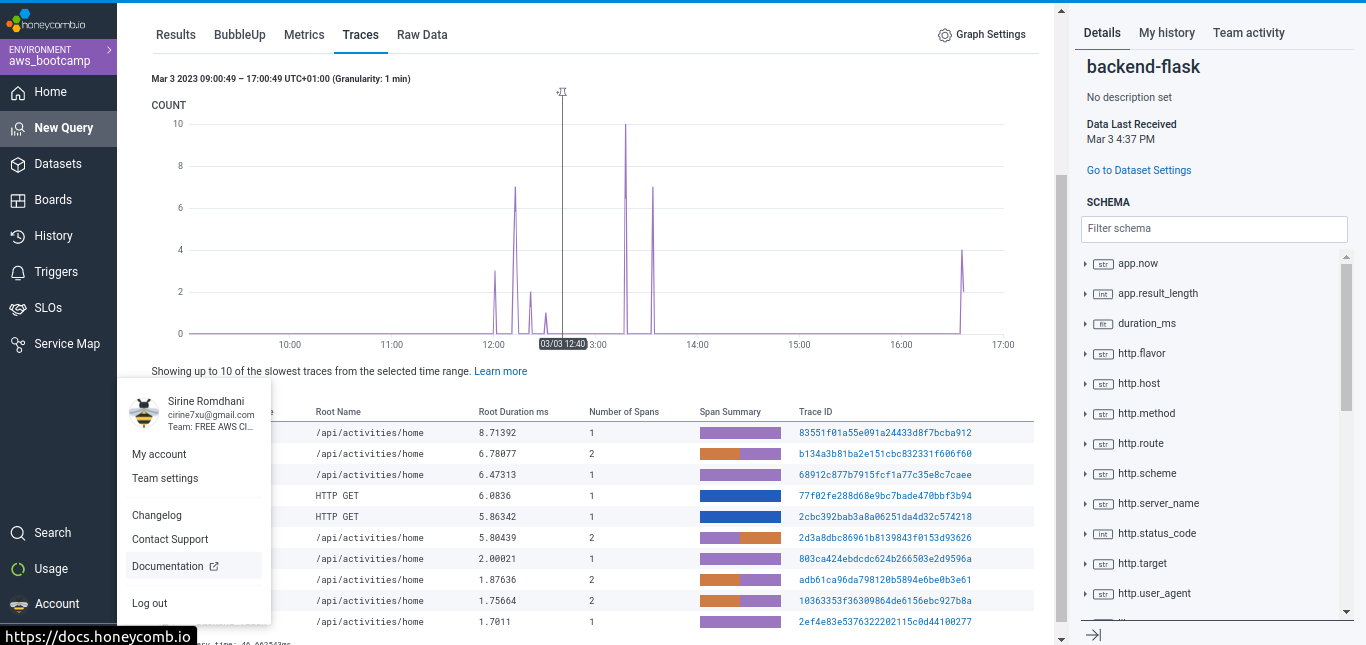 honeycomb.io
ENVIRONMENT
aws_bootcamp
Home
New Query
Datasets
Boards
History
Triggers
SLOs
Service Map
Search
Usage
Account
Results BubbleUp Metrics Traces Raw Data Graph Settings
Mar 3 2023 09:00:49 – 17:00:49 UTC+01:00 (Granularity: 1 min)
COUNT
10
8
6
4
2
0
10:00 11:00 12:00 03/03 12:40 3:00 14:00 15:00 16:00 17:00
Showing up to 10 of the slowest traces from the selected time range. Learn more
Root Name Root Duration ms Number of Spans Span Summary Trace ID
/api/activities/home 8.71392 1 83551f01a55e091a24433d8f7bcba912
/api/activities/home 6.78077 2 b134a3b81ba2e151cbc832331f606f60
/api/activities/home 6.47313 1 68912c877b7915fcf1a77c35e8c7caee
HTTP GET 6.0836 1 77f02fe288d68e9bc7bade470bbf3b94
HTTP GET 5.86342 1 2cbc392bab3a8a06251da4d32c574218
/api/activities/home 5.80439 2 2d3a8dbc86961b8139843f0153d93626
/api/activities/home 2.00021 1 803ca424ebdcdc624b266503e2d9596a
/api/activities/home 1.87636 2 adb61ca96da798120b5894e6be0b3e61
/api/activities/home 1.75664 2 10363353f36309864de6156ebc927b8a
/api/activities/home 1.7011 1 2ef4e83e5376322202115c0d44100277
Sirine Romdhani
cirine7xu@gmail.com
Team: FREE AWS Cl...
My account
Team settings
Changelog
Contact Support
Documentation
Log out
https://docs.honeycomb.io
Details My history Team activity
backend-flask
No description set
Data Last Received
Mar 3 4:37 PM
Go to Dataset Settings
SCHEMA
Filter schema
str app.now
int app.result_length
flt duration_ms
str http.flavor
str http.host
str http.method
str http.route
str http.scheme
str http.server_name
int http.status_code
str http.target
str http.user_agent